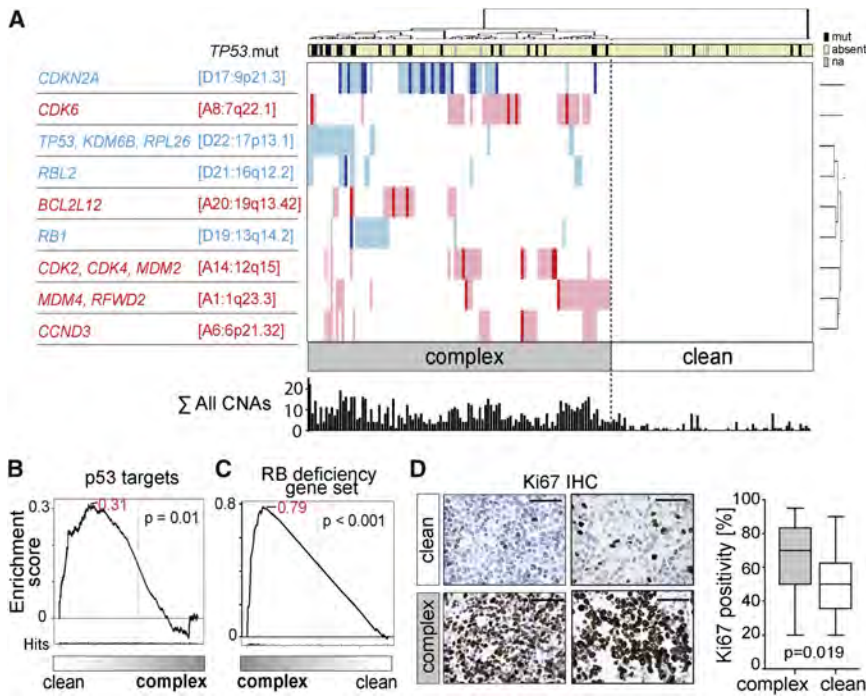 A
TP53.mut
mut
absent
na
CDKN2A [D17:9p21.3]
CDK6 [A8:7q22.1]
TP53, KDM6B, RPL26 [D22:17p13.1]
RBL2 [D21:16q12.2]
BCL2L12 [A20:19q13.42]
RB1 [D19:13q14.2]
CDK2, CDK4, MDM2 [A14:12q15]
MDM4, RFWD2 [A1:1q23.3]
CCND3 [A6:6p21.32]
complex clean
∑ All CNAs
20
10
0
B
p53 targets
Enrichment score
0.3
0
0.31
p = 0.01
Hits
clean complex
C
RB deficiency
gene set
0.8
0
0.79
p < 0.001
complex clean
D
Ki67 IHC
clean
complex
Ki67 positivity [%]
100
80
60
40
20
0
p=0.019
complex clean